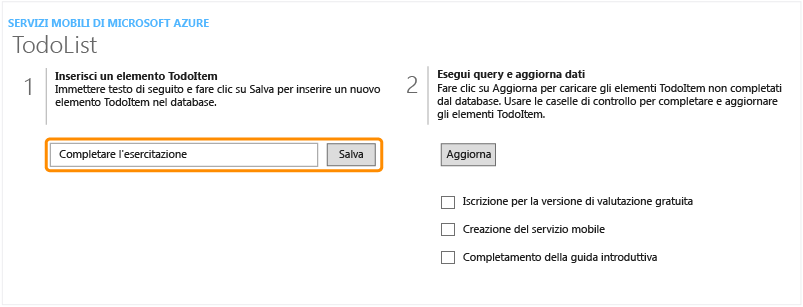 SERVIZI MOBILI DI MICROSOFT AZURE
TodoList
1
Inserisci un elemento TodoItem
Immettere testo di seguito e fare clic su Salva per inserire un nuovo
elemento TodoItem nel database.
Completare l'esercitazione
Salva
2
Esegui query e aggiorna dati
Fare clic su Aggiorna per caricare gli elementi TodoItem non completati
dal database. Usare le caselle di controllo per completare e aggiornare
gli elementi TodoItem.
Aggiorna
Iscrizione per la versione di valutazione gratuita
Creazione del servizio mobile
Completamento della guida introduttiva